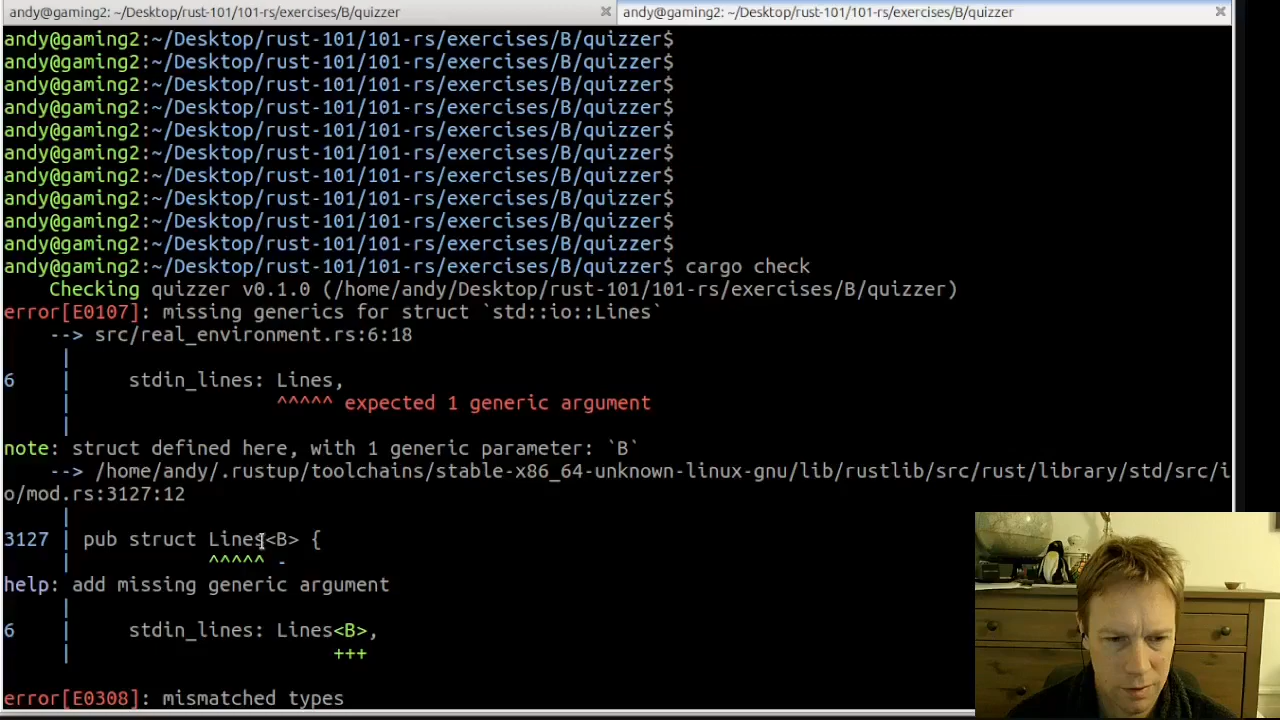 andy@gaming2: ~/Desktop/rust-101/101-rs/exercises/B/quizzer
andy@gaming2: ~/Desktop/rust-101/101-rs/exercises/B/quizzer
andy@gaming2:~/Desktop/rust-101/101-rs/exercises/B/quizzer$
andy@gaming2:~/Desktop/rust-101/101-rs/exercises/B/quizzer$
andy@gaming2:~/Desktop/rust-101/101-rs/exercises/B/quizzer$
andy@gaming2:~/Desktop/rust-101/101-rs/exercises/B/quizzer$
andy@gaming2:~/Desktop/rust-101/101-rs/exercises/B/quizzer$
andy@gaming2:~/Desktop/rust-101/101-rs/exercises/B/quizzer$
andy@gaming2:~/Desktop/rust-101/101-rs/exercises/B/quizzer$
andy@gaming2:~/Desktop/rust-101/101-rs/exercises/B/quizzer$
andy@gaming2:~/Desktop/rust-101/101-rs/exercises/B/quizzer$
andy@gaming2:~/Desktop/rust-101/101-rs/exercises/B/quizzer$
andy@gaming2:~/Desktop/rust-101/101-rs/exercises/B/quizzer$ cargo check
    Checking quizzer v0.1.0 (/home/andy/Desktop/rust-101/101-rs/exercises/B/quizzer)
error[E0107]: missing generics for struct `std::io::Lines`
    --> src/real_environment.rs:6:18
     |
6    |     stdin_lines: Lines,
     |                  ^^^^^ expected 1 generic argument
     |
note: struct defined here, with 1 generic parameter: `B`
    --> /home/andy/.rustup/toolchains/stable-x86_64-unknown-linux-gnu/lib/rustlib/src/rust/library/std/src/i
o/mod.rs:3127:12
     |
3127 | pub struct Lines<B> {
     |            ^^^^^ -
help: add missing generic argument
     |
6    |     stdin_lines: Lines<B>,
     |                       +++
error[E0308]: mismatched types